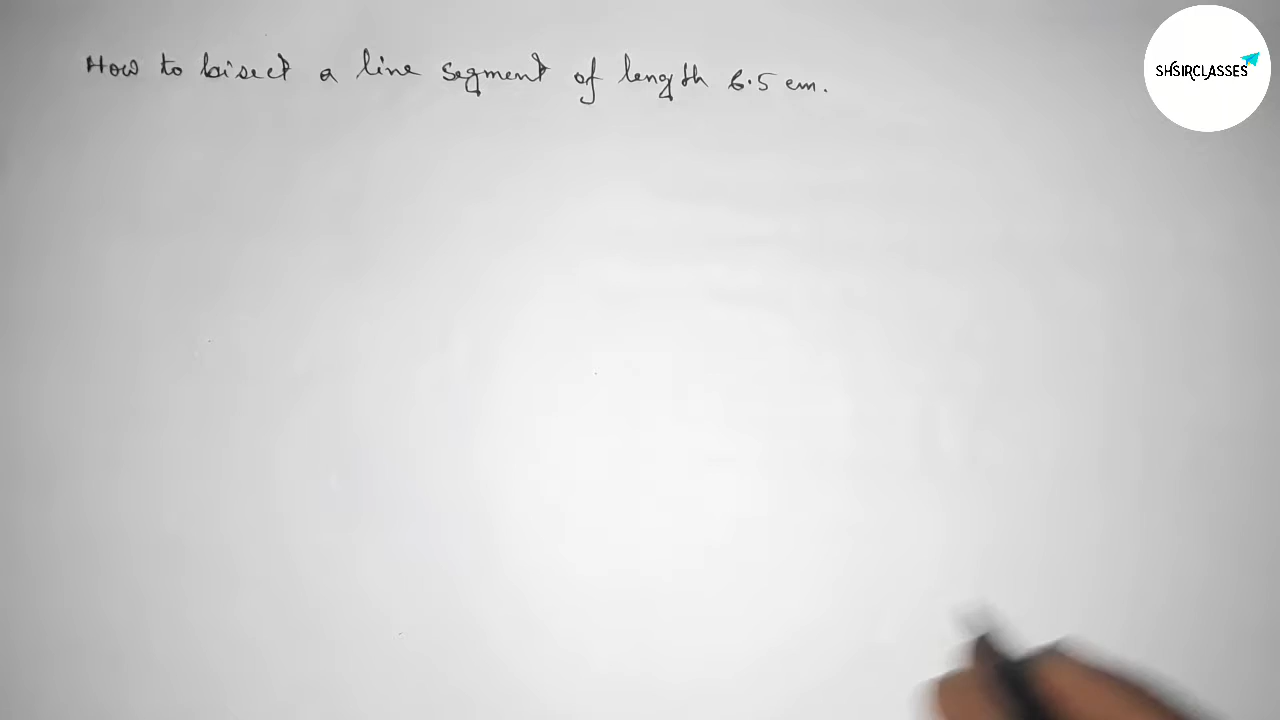 How to bisect a line segment of length 6.5 cm.
SHSIRCLASSES